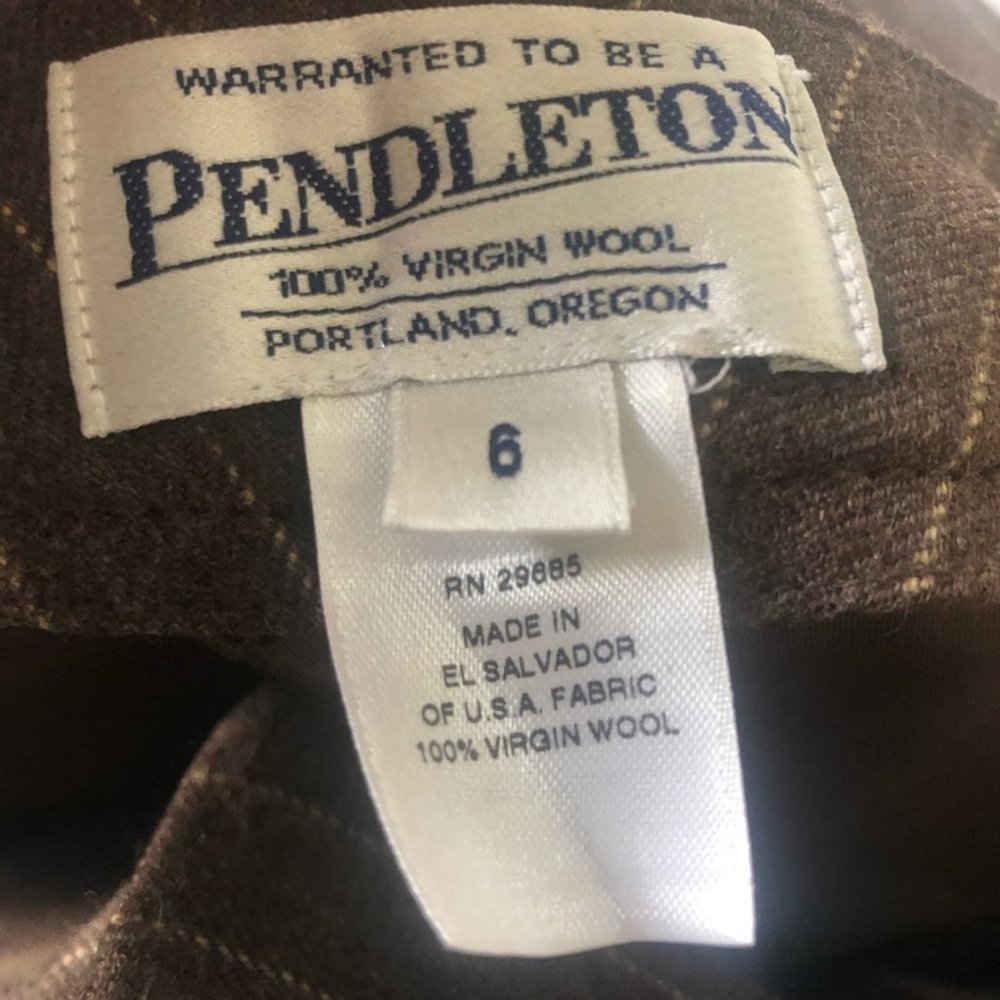 WARRANTED TO BE A
PENDLETON
100% VIRGIN WOOL
PORTLAND, OREGON
6
RN 29685
MADE IN
EL SALVADOR
OF U.S.A. FABRIC
100% VIRGIN WOOL